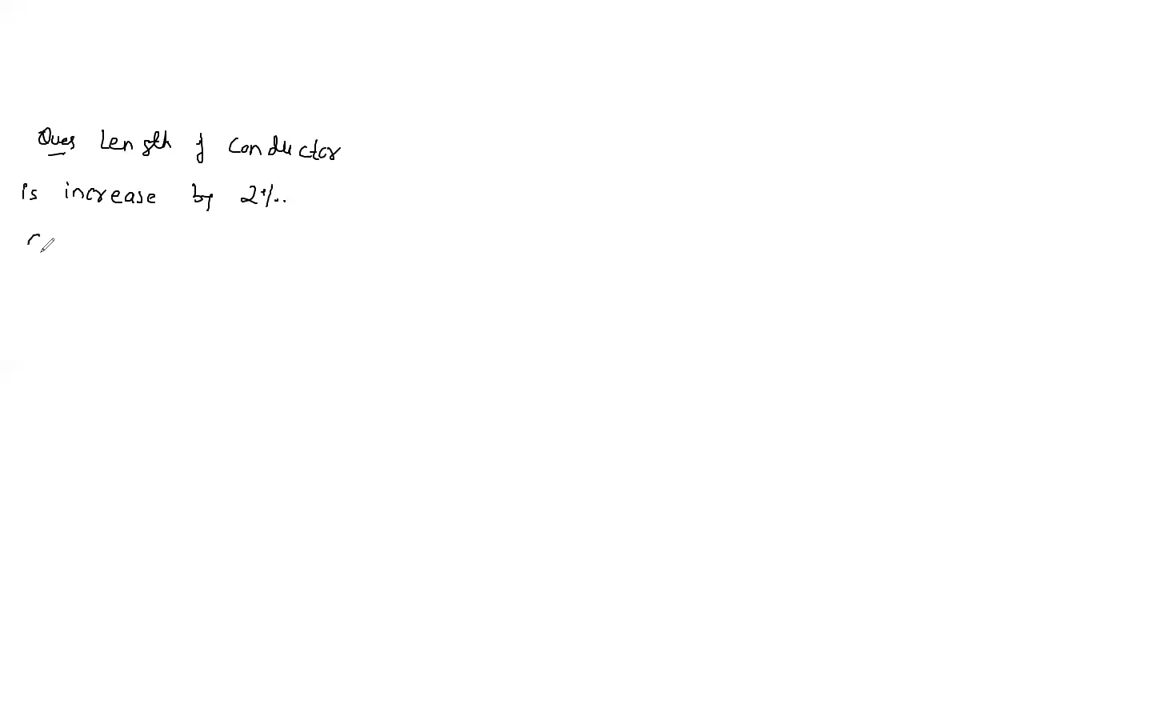 Ques Length of conductor
is increase by 2%.